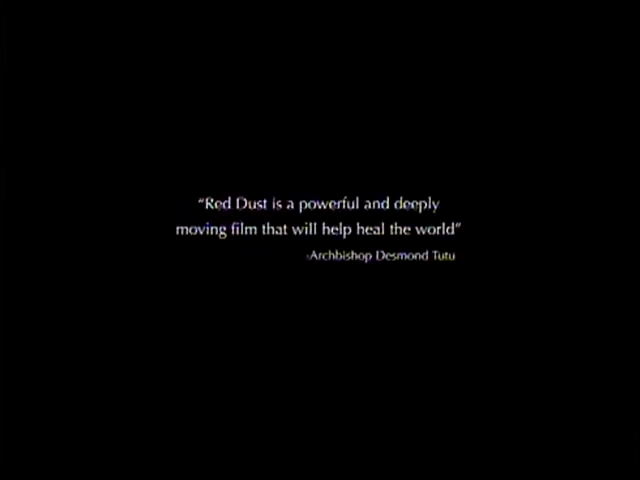 “Red Dust is a powerful and deeply
moving film that will help heal the world”
-Archbishop Desmond Tutu